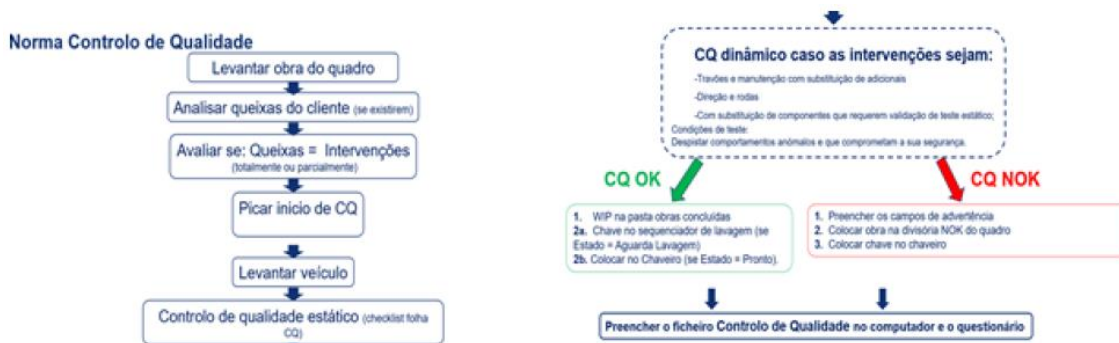 Norma Controlo de Qualidade
Levantar obra do quadro
Analisar queixas do cliente (se existirem)
Avaliar se: Queixas = Intervenções
(totalmente ou parcialmente)
Picar inicio de CQ
Levantar veículo
Controlo de qualidade estático (checklist folha
CQ)
CQ dinâmico caso as intervenções sejam:
-Travões e manutenção com substituição de adicionais
-Direção e rodas
-Com substituição de componentes que requerem validação de teste estático;
Condições de teste:
Despistar comportamentos anómalos e que comprometam a sua segurança.
CQ OK
1. WIP na pasta obras concluídas
2a. Chave no sequenciador de lavagem (se
Estado = Aguarda Lavagem)
2b. Colocar no Chaveiro (se Estado = Pronto).
CQ NOK
1. Preencher os campos de advertência
2. Colocar obra na divisória NOK do quadro
3. Colocar chave no chaveiro
Preencher o ficheiro Controlo de Qualidade no computador e o questionário